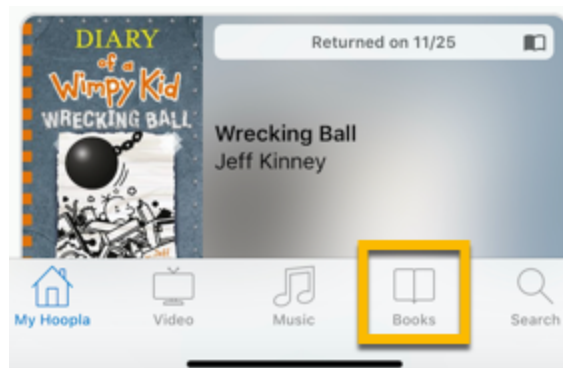 DIARY
of a
Wimpy Kid
WRECKING BALL
Returned on 11/25
Wrecking Ball
Jeff Kinney
My Hoopla
Video
Music
Books
Search